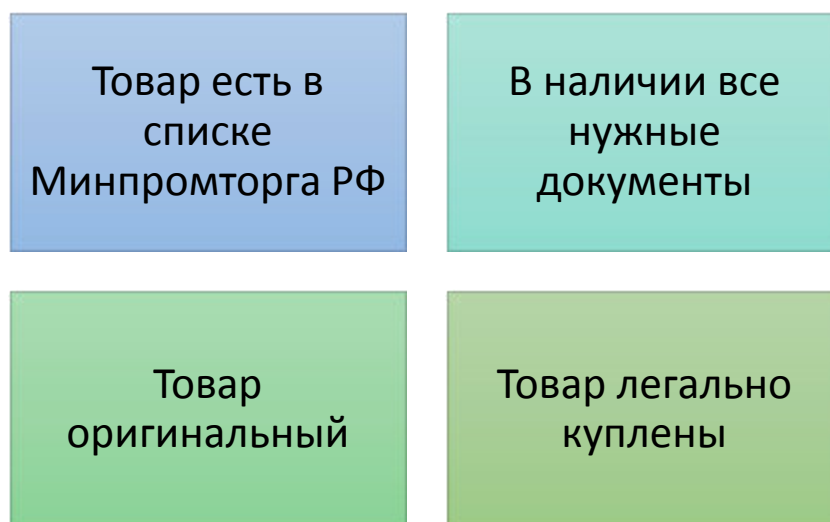 Товар есть в
списке
Минпромторга РФ
В наличии все
нужные
документы
Товар
оригинальный
Товар легально
куплены